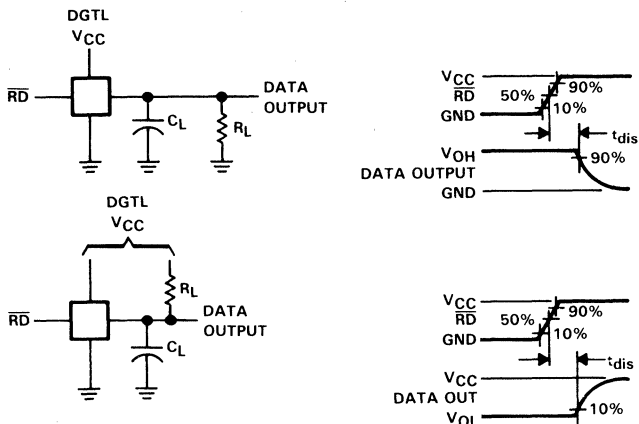 DGTL
VCC
RD
DATA
OUTPUT
CL
RL
VCC
RD
GND
50%
90%
10%
tdis
VOH
DATA OUTPUT
GND
90%
DGTL
VCC
RL
RD
DATA
OUTPUT
CL
VCC
RD
GND
50%
90%
10%
tdis
VCC
DATA OUT
VOL
10%